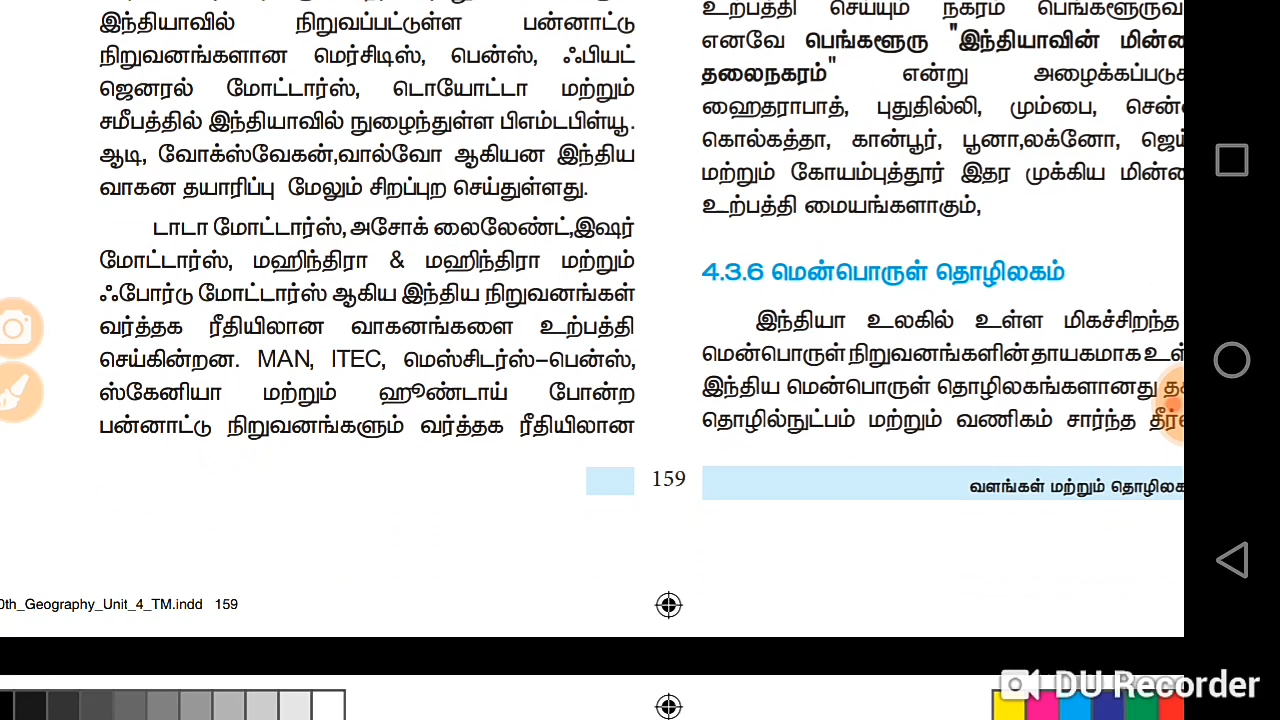 இந்தியாவில் நிறுவப்பட்டுள்ள பன்னாட்டு
நிறுவனங்களான மெர்சிடிஸ், பென்ஸ், ஃபியட்
ஜெனரல் மோட்டார்ஸ், டொயோட்டா மற்றும்
சமீபத்தில் இந்தியாவில் நுழைந்துள்ள பிஎம்டபிள்யூ.
ஆடி, வோக்ஸ்வேகன்,வால்வோ ஆகியன இந்திய
வாகன தயாரிப்பு மேலும் சிறப்புற செய்துள்ளது.
டாடா மோட்டார்ஸ், அசோக் லைலேண்ட்,இஷர்
மோட்டார்ஸ், மஹிந்திரா & மஹிந்திரா மற்றும்
ஃபோர்டு மோட்டார்ஸ் ஆகிய இந்திய நிறுவனங்கள்
வர்த்தக ரீதியிலான வாகனங்களை உற்பத்தி
செய்கின்றன. MAN, ITEC, மெஸ்சிடர்ஸ்–பென்ஸ்,
ஸ்கேனியா மற்றும் ஹூண்டாய் போன்ற
பன்னாட்டு நிறுவனங்களும் வர்த்தக ரீதியிலான
உற்பத்தி செய்யும் நகரம்
எனவே பெங்களூரு "இந்தியாவின்
தலைநகரம்" என்று
ஹைதராபாத், புதுதில்லி, மும்பை,
கொல்கத்தா, கான்பூர், பூனா,லக்னோ,
மற்றும் கோயம்புத்தூர் இதர முக்கிய
உற்பத்தி மையங்களாகும்,
4.3.6 மென்பொருள் தொழிலகம்
இந்தியா உலகில் உள்ள மிகச்சிறந்த
மென்பொருள் நிறுவனங்களின் தாயகமாக
இந்திய மென்பொருள் தொழிலகங்களானது
தொழில்நுட்பம் மற்றும் வணிகம் சார்ந்த
159
வளங்கள் மற்றும்
0th_Geography_Unit_4_TM.indd 159
DU Recorder